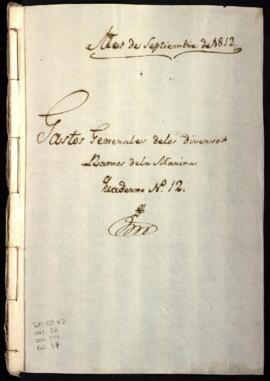 Mes de Septiembre de 1812.
Gastos Generales delos Diversos
Ramos dela Marina
Quaderno N.º 12.